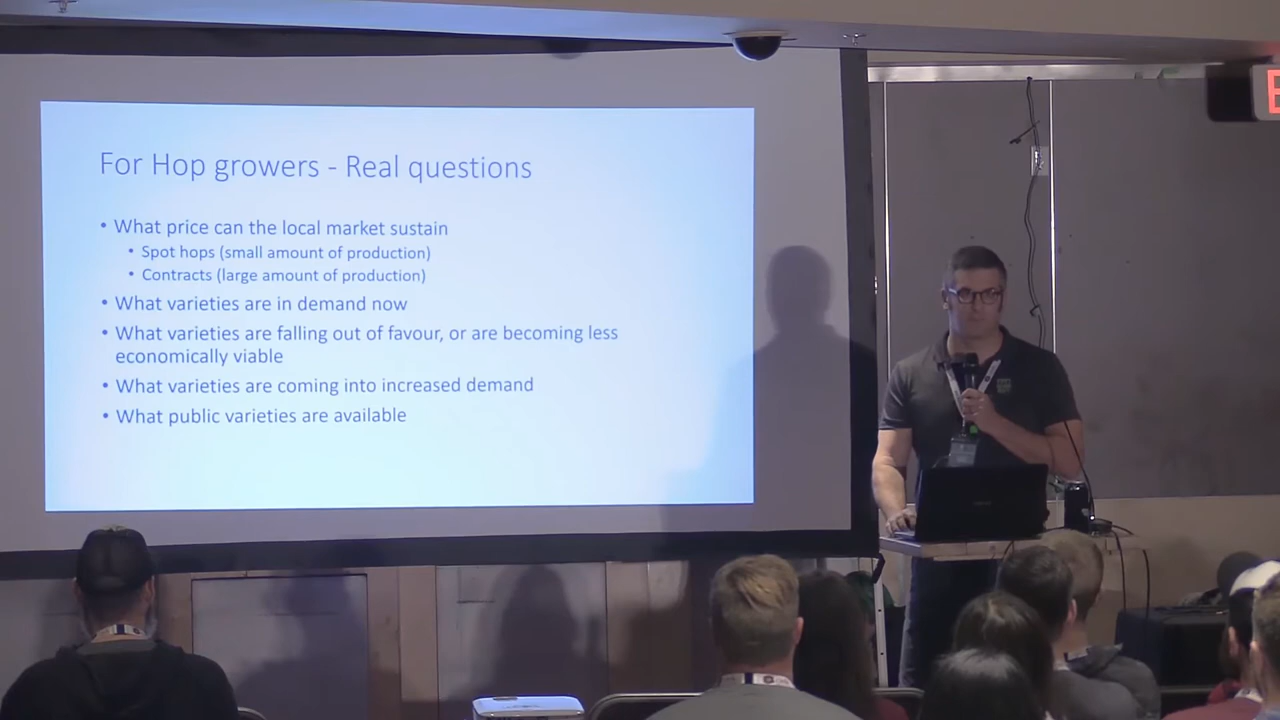 For Hop growers - Real questions
• What price can the local market sustain
• Spot hops (small amount of production)
• Contracts (large amount of production)
• What varieties are in demand now
• What varieties are falling out of favour, or are becoming less
economically viable
• What varieties are coming into increased demand
• What public varieties are available